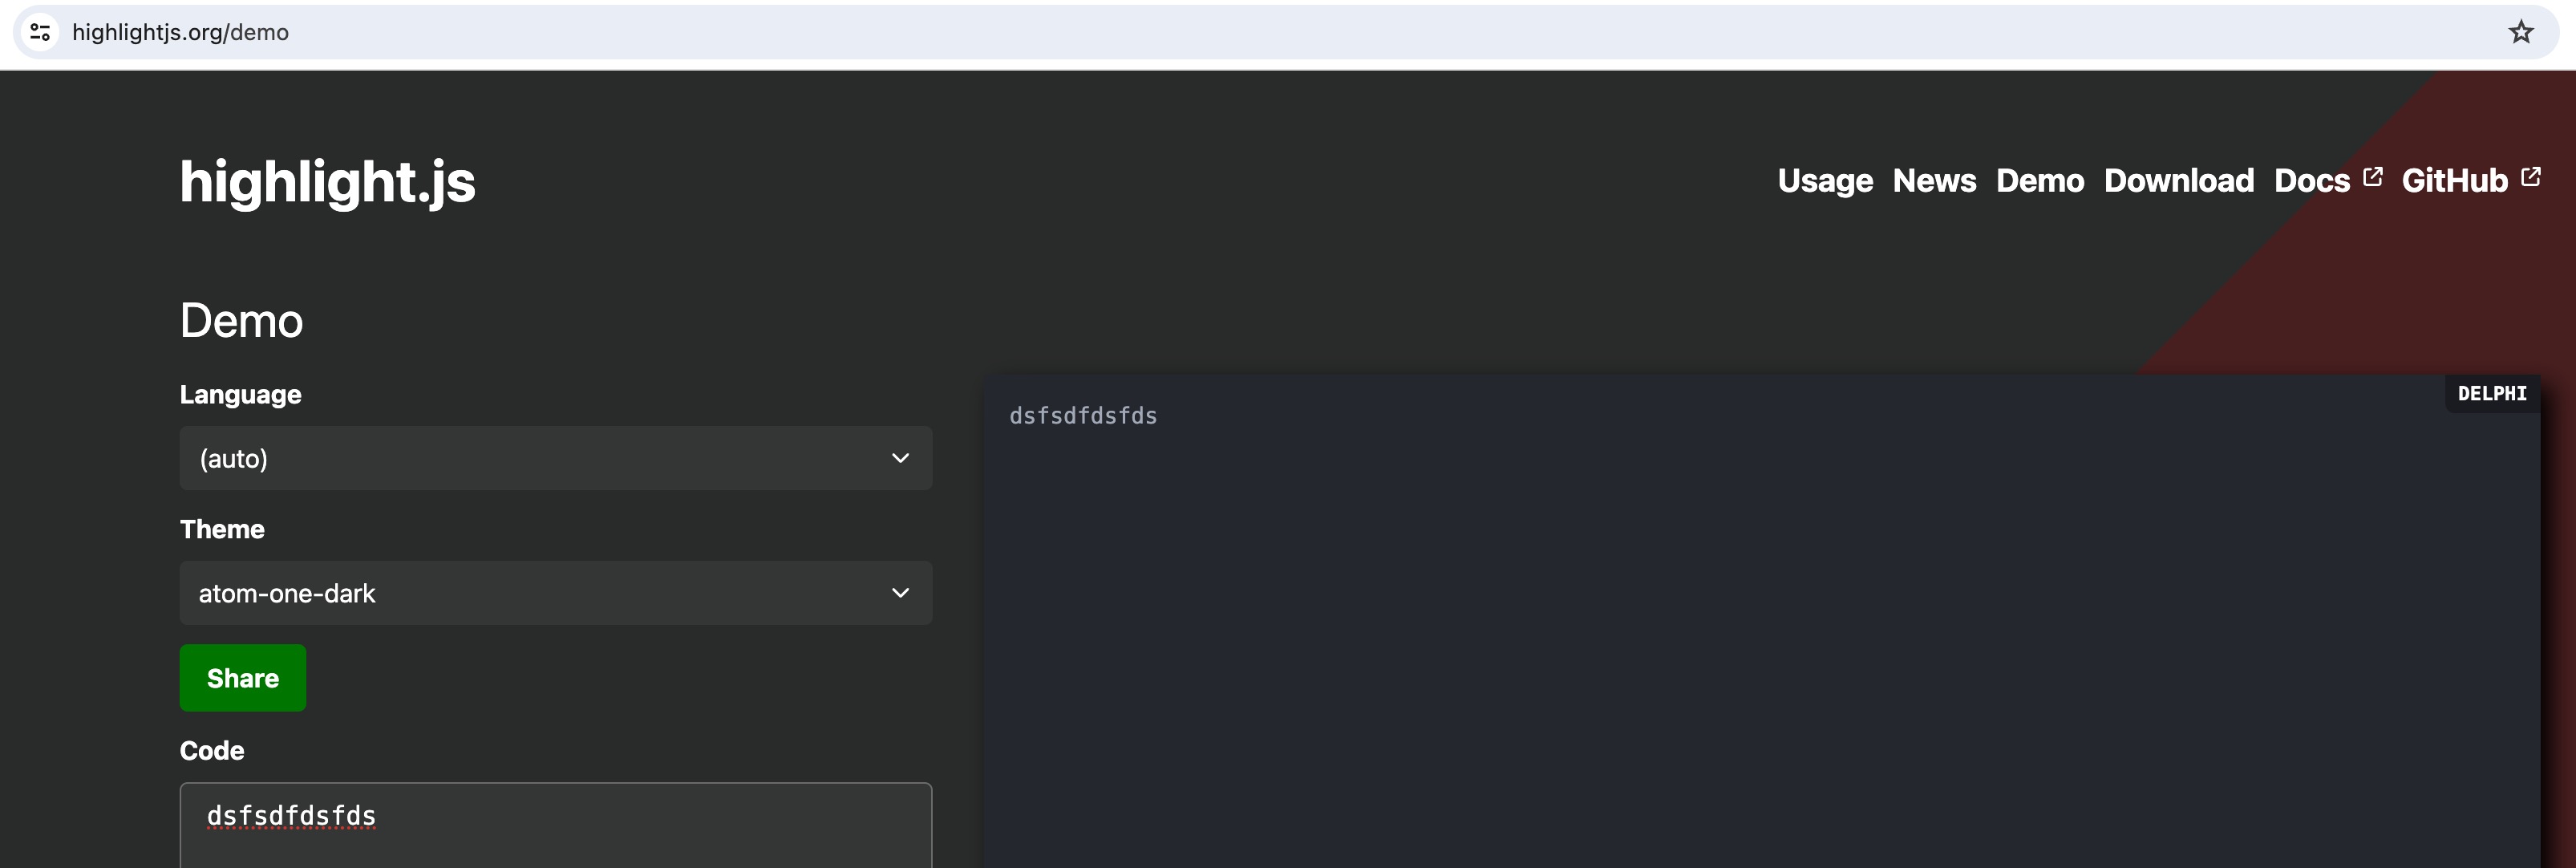 highlightjs.org/demo
highlight.js
Usage News Demo Download Docs GitHub
Demo
Language
(auto)
Theme
atom-one-dark
Share
Code
dsfsdfdsfds
DELPHI
dsfsdfdsfds